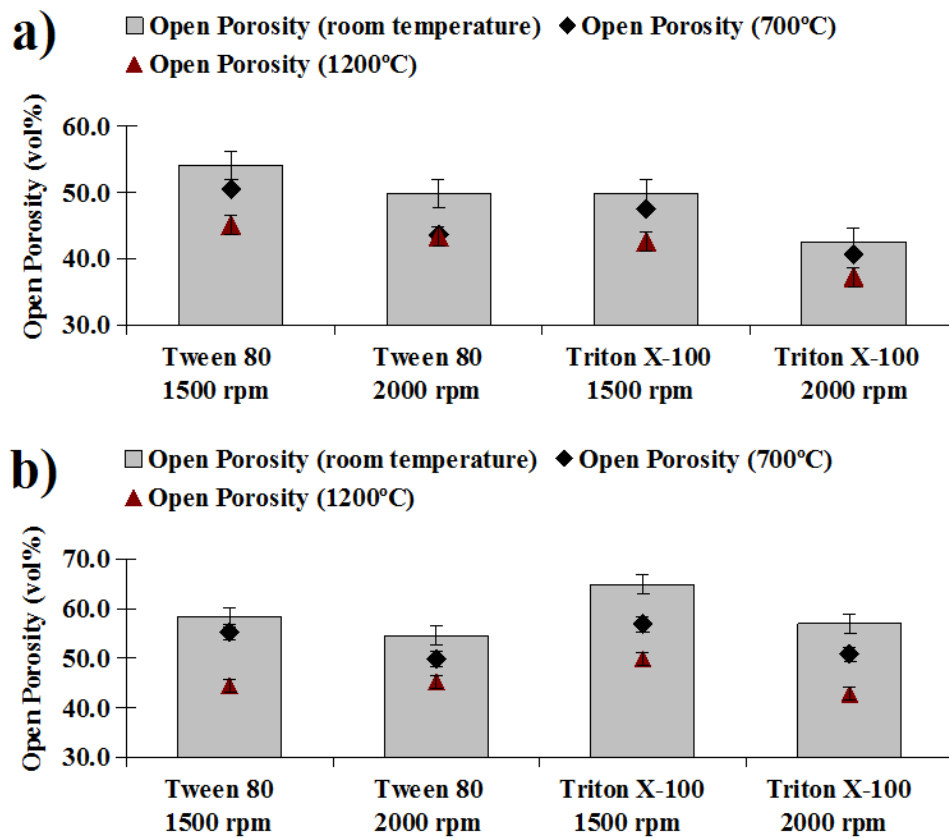 a)
Open Porosity (room temperature) Open Porosity (700ºC)
Open Porosity (1200ºC)
Open Porosity (vol%)
60.0
50.0
40.0
30.0
Tween 80 Tween 80 Triton X-100 Triton X-100
1500 rpm 2000 rpm 1500 rpm 2000 rpm
b)
Open Porosity (room temperature) Open Porosity (700ºC)
Open Porosity (1200ºC)
Open Porosity (vol%)
70.0
60.0
50.0
40.0
30.0
Tween 80 Tween 80 Triton X-100 Triton X-100
1500 rpm 2000 rpm 1500 rpm 2000 rpm